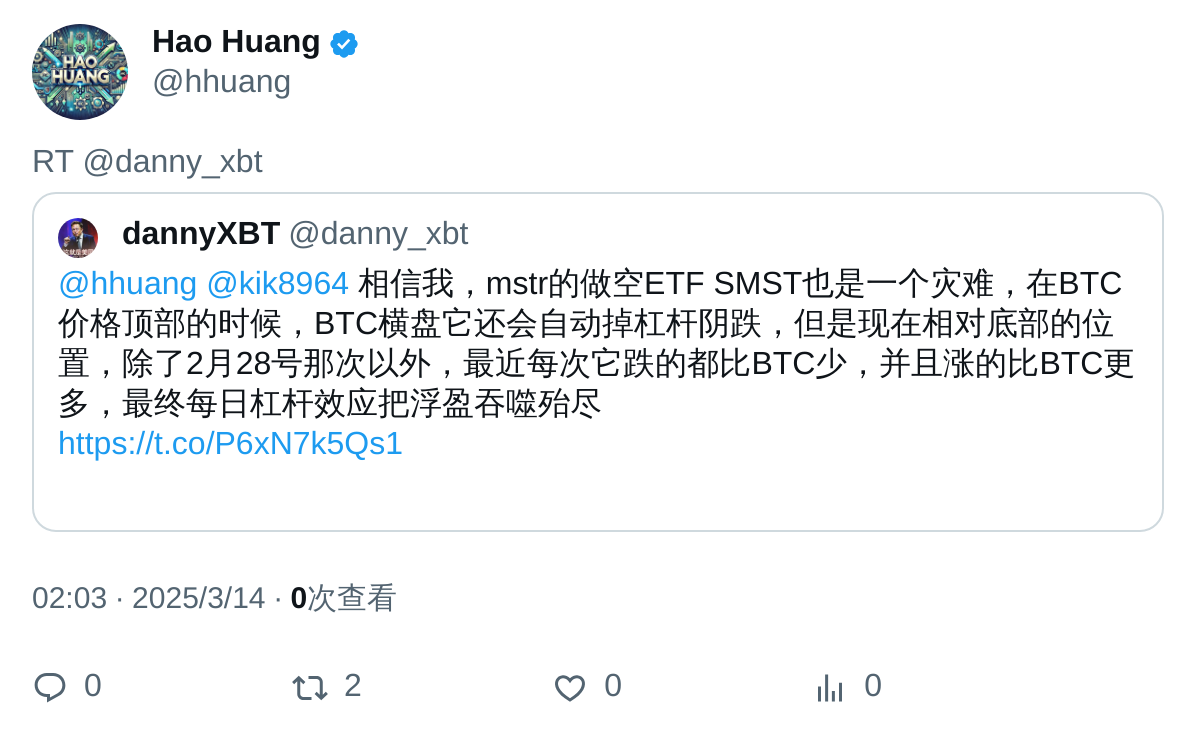 HAO
HUANG
Hao Huang
@hhuang
RT @danny_xbt
dannyXBT @danny_xbt
@hhuang @kik8964 相信我，mstr的做空ETF SMST也是一个灾难，在BTC
价格顶部的时候，BTC横盘它还会自动掉杠杆阴跌，但是现在相对底部的位
置，除了2月28号那次以外，最近每次它跌的都比BTC少，并且涨的比BTC更
多，最终每日杠杆效应把浮盈吞噬殆尽
https://t.co/P6xN7k5Qs1
02:03 · 2025/3/14 · 0次查看
0 2 0 0